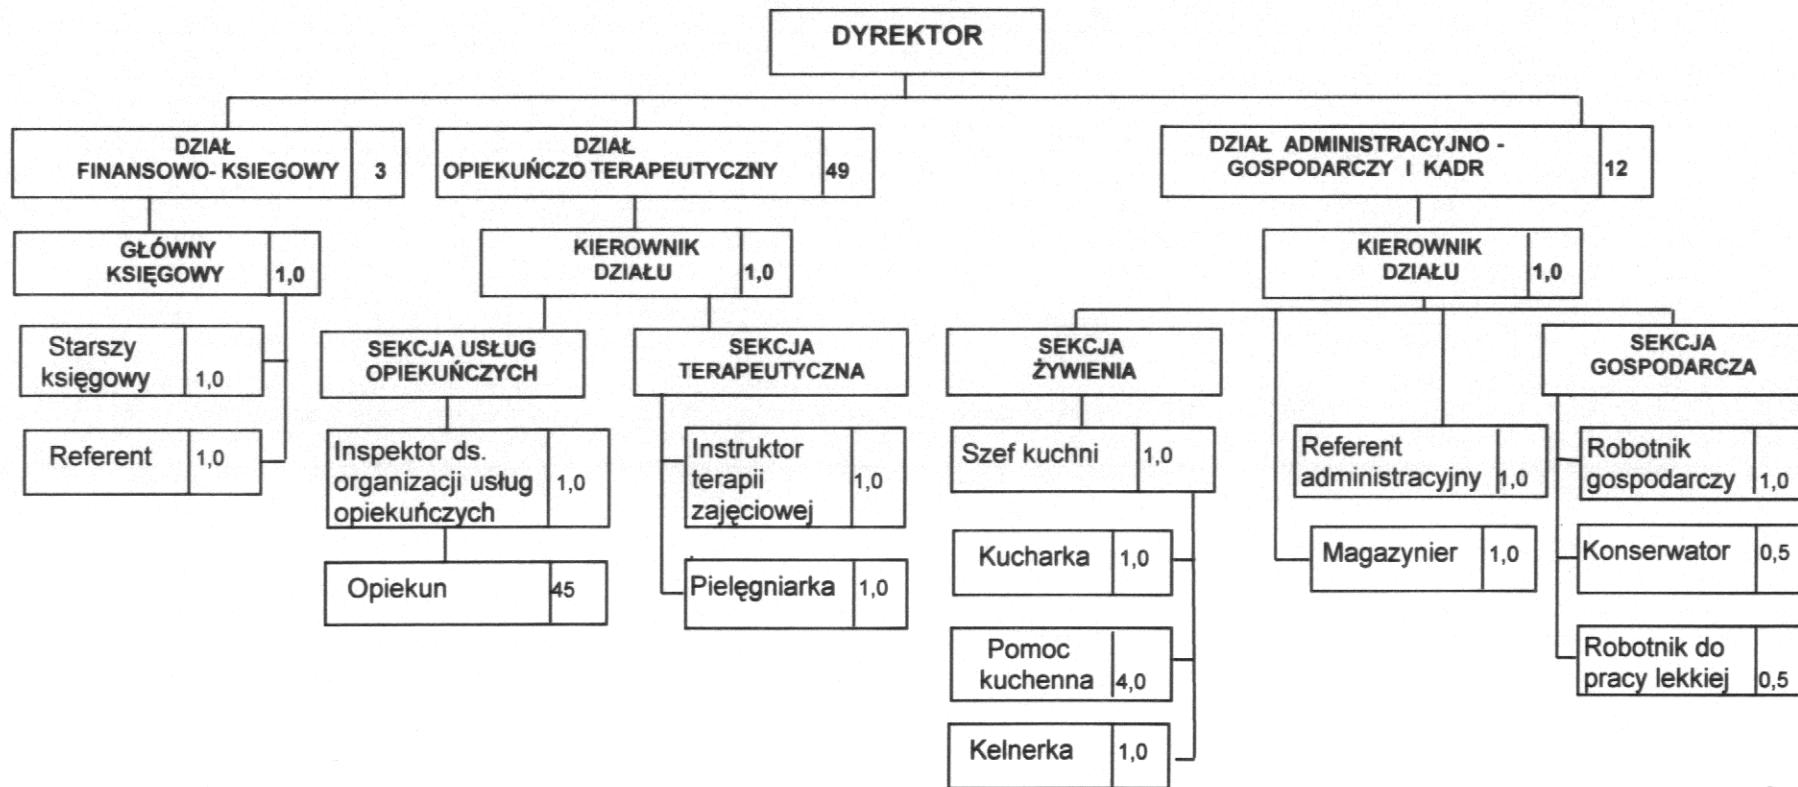 DYREKTOR
DZIAŁ
FINANSOWO- KSIEGOWY 3
DZIAŁ
OPIEKUŃCZO TERAPEUTYCZNY 49
DZIAŁ ADMINISTRACYJNO -
GOSPODARCZY I KADR 12
GŁÓWNY
KSIĘGOWY 1,0
KIEROWNIK
DZIAŁU 1,0
KIEROWNIK
DZIAŁU 1,0
Starszy
księgowy 1,0
Referent 1,0
SEKCJA USŁUG
OPIEKUŃCZYCH
SEKCJA
TERAPEUTYCZNA
SEKCJA
ŻYWIENIA
SEKCJA
GOSPODARCZA
Inspektor ds.
organizacji usług 1,0
opiekuńczych
Opiekun 45
Instruktor
terapii 1,0
zajęciowej
Pielęgniarka 1,0
Szef kuchni 1,0
Kucharka 1,0
Pomoc
kuchenna 4,0
Kelnerka 1,0
Referent
administracyjny 1,0
Magazynier 1,0
Robotnik
gospodarczy 1,0
Konserwator 0,5
Robotnik do
pracy lekkiej 0,5